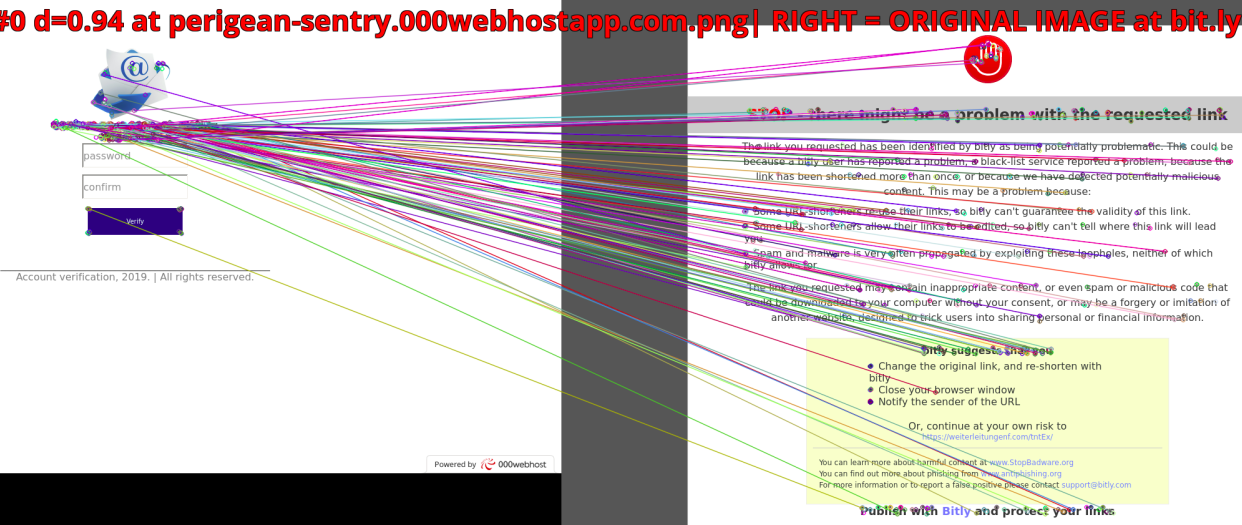 #0 d=0.94 at perigean-sentry.000webhostapp.com.png| RIGHT = ORIGINAL IMAGE at bit.ly
password
confirm
Verify
Account verification, 2019. | All rights reserved.
Powered by 000webhost
STOP - there might be a problem with the requested link
The link you requested has been identified by bitly as being potentially problematic. This could be
because a bitly user has reported a problem, a black-list service reported a problem, because the
link has been shortened more than once, or because we have detected potentially malicious
content. This may be a problem because:
Some URL-shorteners re-use their links, so bitly can't guarantee the validity of this link.
Some URL-shorteners allow their links to be edited, so bitly can't tell where this link will lead
you.
Spam and malware is very often propagated by exploiting these loopholes, neither of which
bitly allows for.
The link you requested may contain inappropriate content, or even spam or malicious code that
could be downloaded to your computer without your consent, or may be a forgery or imitation of
another website, designed to trick users into sharing personal or financial information.
bitly suggests that you
Change the original link, and re-shorten with
bitly
Close your browser window
Notify the sender of the URL
Or, continue at your own risk to
https://weiterleitungenf.com/tntEx/
You can learn more about harmful content at www.StopBadware.org
You can find out more about phishing from www.antiphishing.org
For more information or to report a false positive please contact support@bitly.com
Publish with Bitly and protect your links